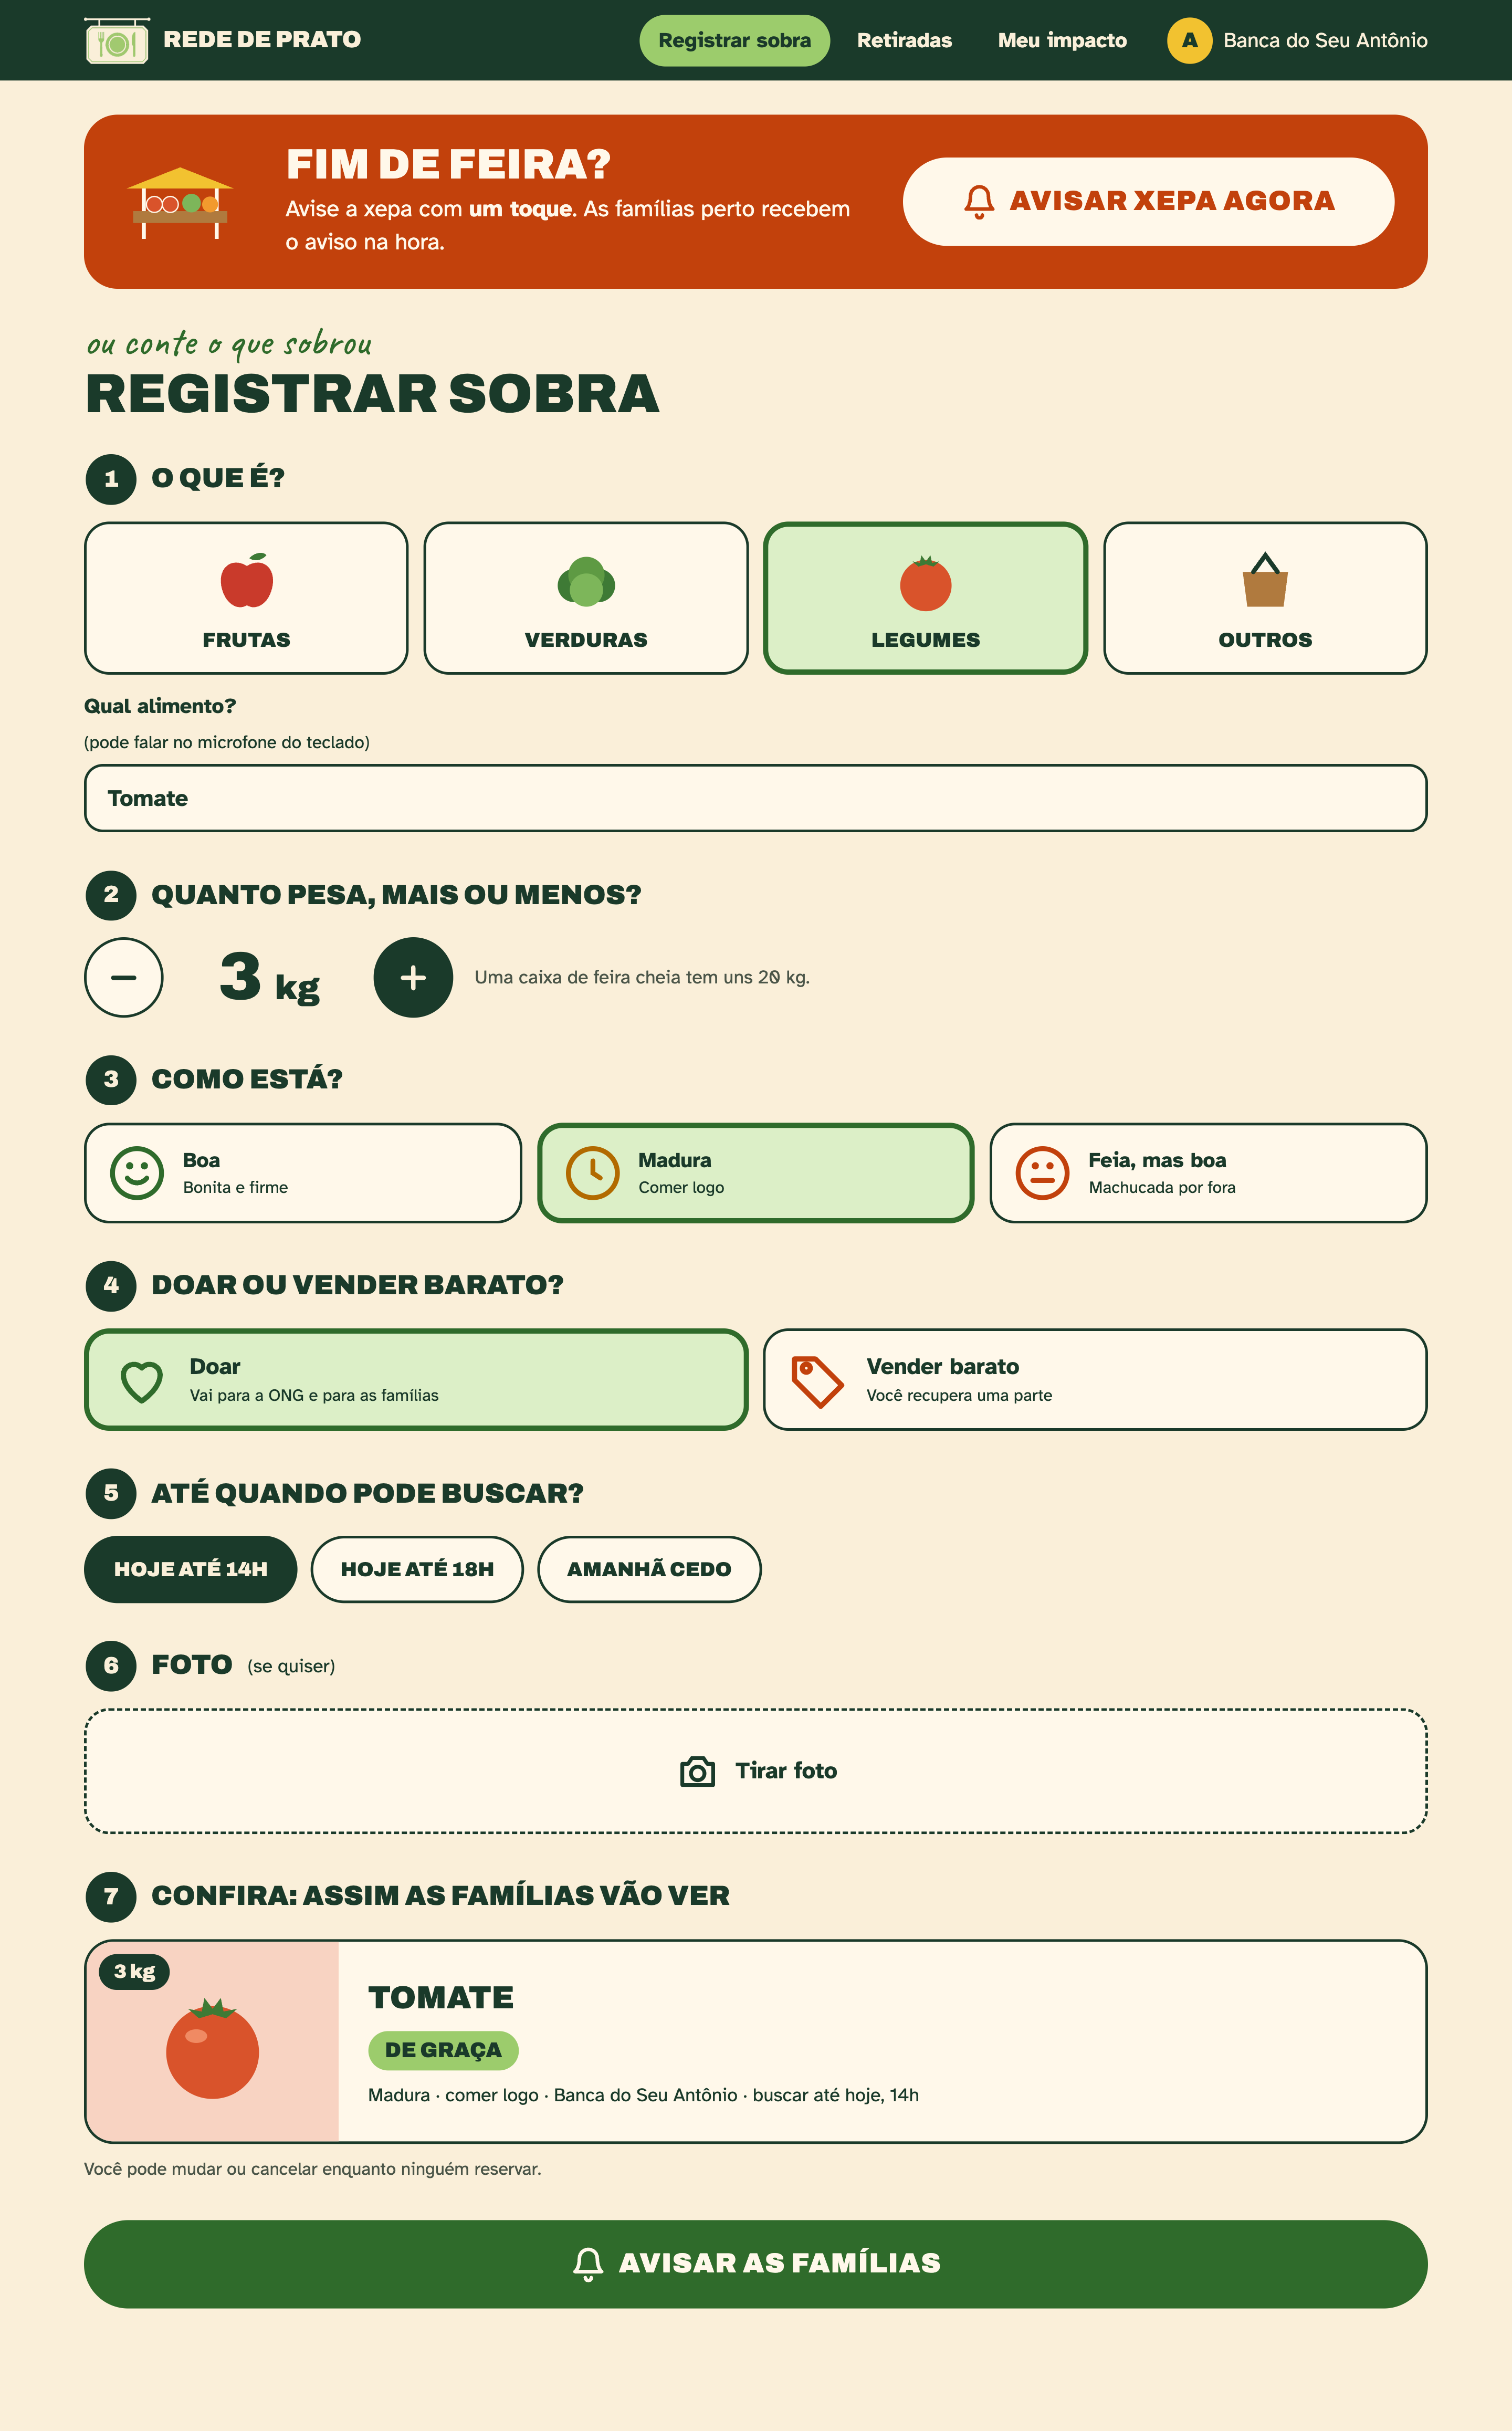 REDE DE PRATO
Registrar sobra
Retiradas
Meu impacto
A
Banca do Seu Antônio
FIM DE FEIRA?
Avise a xepa com um toque. As famílias perto recebem
o aviso na hora.
AVISAR XEPA AGORA
ou conte o que sobrou
REGISTRAR SOBRA
1 O QUE É?
FRUTAS
VERDURAS
LEGUMES
OUTROS
Qual alimento?
(pode falar no microfone do teclado)
Tomate
2 QUANTO PESA, MAIS OU MENOS?
− 3 kg + Uma caixa de feira cheia tem uns 20 kg.
3 COMO ESTÁ?
Boa
Bonita e firme
Madura
Comer logo
Feia, mas boa
Machucada por fora
4 DOAR OU VENDER BARATO?
Doar
Vai para a ONG e para as famílias
Vender barato
Você recupera uma parte
5 ATÉ QUANDO PODE BUSCAR?
HOJE ATÉ 14H
HOJE ATÉ 18H
AMANHÃ CEDO
6 FOTO (se quiser)
Tirar foto
7 CONFIRA: ASSIM AS FAMÍLIAS VÃO VER
3 kg
TOMATE
DE GRAÇA
Madura · comer logo · Banca do Seu Antônio · buscar até hoje, 14h
Você pode mudar ou cancelar enquanto ninguém reservar.
AVISAR AS FAMÍLIAS